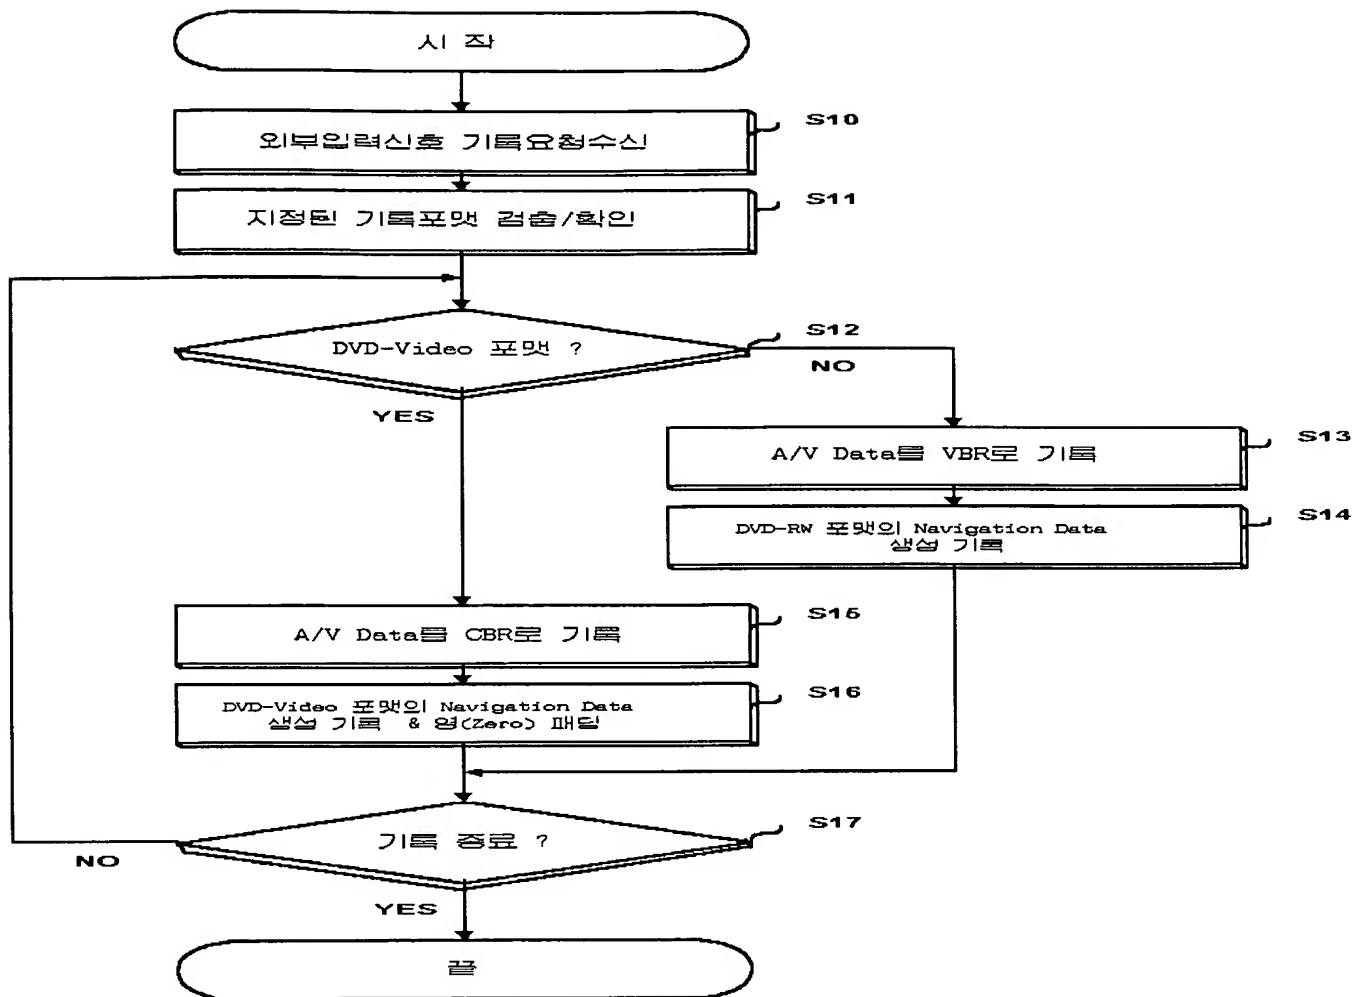 시 작
외부입력신호 기록요청수신
S10
지정된 기록포맷 검출/확인
S11
DVD-Video 포맷 ?
S12
NO
YES
A/V Data를 VBR로 기록
S13
DVD-RW 포맷의 Navigation Data
생성 기록
S14
A/V Data를 CBR로 기록
S15
DVD-Video 포맷의 Navigation Data
생성 기록 & 영(Zero) 패딩
S16
기록 종료 ?
S17
NO
YES
끝